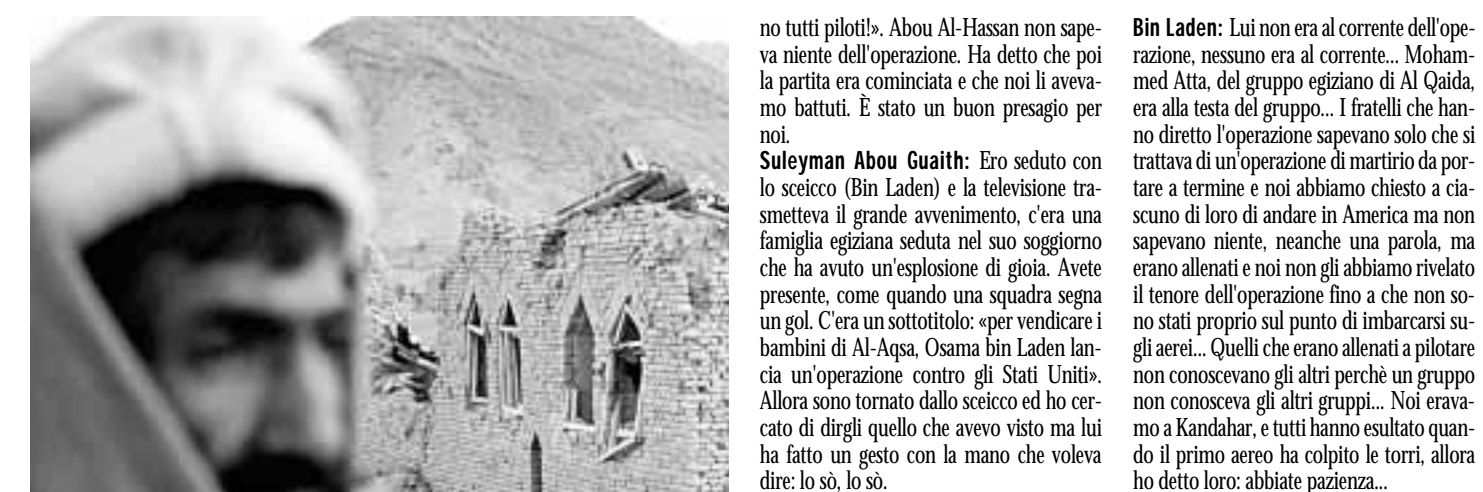 no tutti piloti!». Abou Al-Hassan non sape-
va niente dell'operazione. Ha detto che poi
la partita era cominciata e che noi li aveva-
mo battuti. È stato un buon presagio per
noi.
Suleyman Abou Guaith: Ero seduto con
lo sceicco (Bin Laden) e la televisione tra-
smetteva il grande avvenimento, c'era una
famiglia egiziana seduta nel suo soggiorno
che ha avuto un'esplosione di gioia. Avete
presente, come quando una squadra segna
un gol. C'era un sottotitolo: «per vendicare i
bambini di Al-Aqsa, Osama bin Laden lan-
cia un'operazione contro gli Stati Uniti».
Allora sono tornato dallo sceicco ed ho cer-
cato di dirgli quello che avevo visto ma lui
ha fatto un gesto con la mano che voleva
dire: lo sò, lo sò.
Bin Laden: Lui non era al corrente dell'ope-
razione, nessuno era al corrente... Moham-
med Atta, del gruppo egiziano di Al Qaida,
era alla testa del gruppo... I fratelli che han-
no diretto l'operazione sapevano solo che si
trattava di un'operazione di martirio da por-
tare a termine e noi abbiamo chiesto a cia-
scuno di loro di andare in America ma non
sapevano niente, neanche una parola, ma
erano allenati e noi non gli abbiamo rivelato
il tenore dell'operazione fino a che non so-
no stati proprio sul punto di imbarcarsi su-
gli aerei... Quelli che erano allenati a pilotare
non conoscevano gli altri perchè un gruppo
non conosceva gli altri gruppi... Noi erava-
mo a Kandahar, e tutti hanno esultato quan-
do il primo aereo ha colpito le torri, allora
ho detto loro: abbiate pazienza...